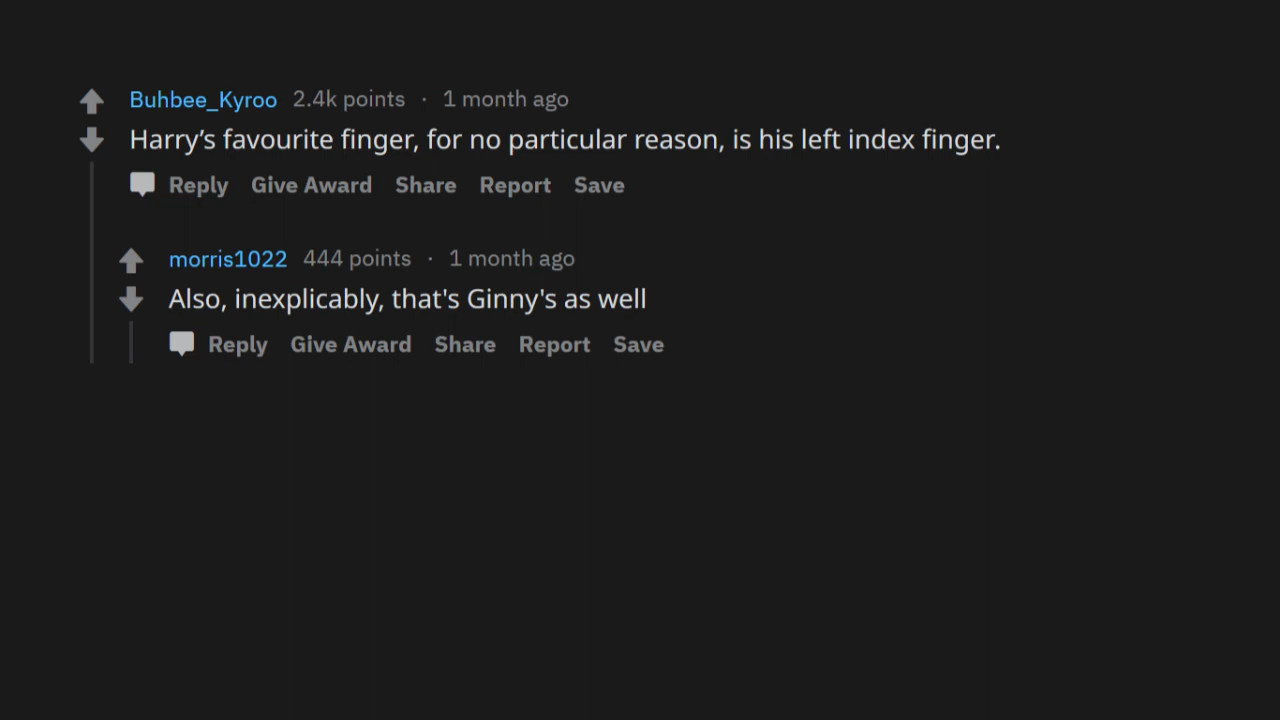 Buhbee_Kyroo 2.4k points · 1 month ago
Harry’s favourite finger, for no particular reason, is his left index finger.
Reply Give Award Share Report Save
morris1022 444 points · 1 month ago
Also, inexplicably, that's Ginny's as well
Reply Give Award Share Report Save